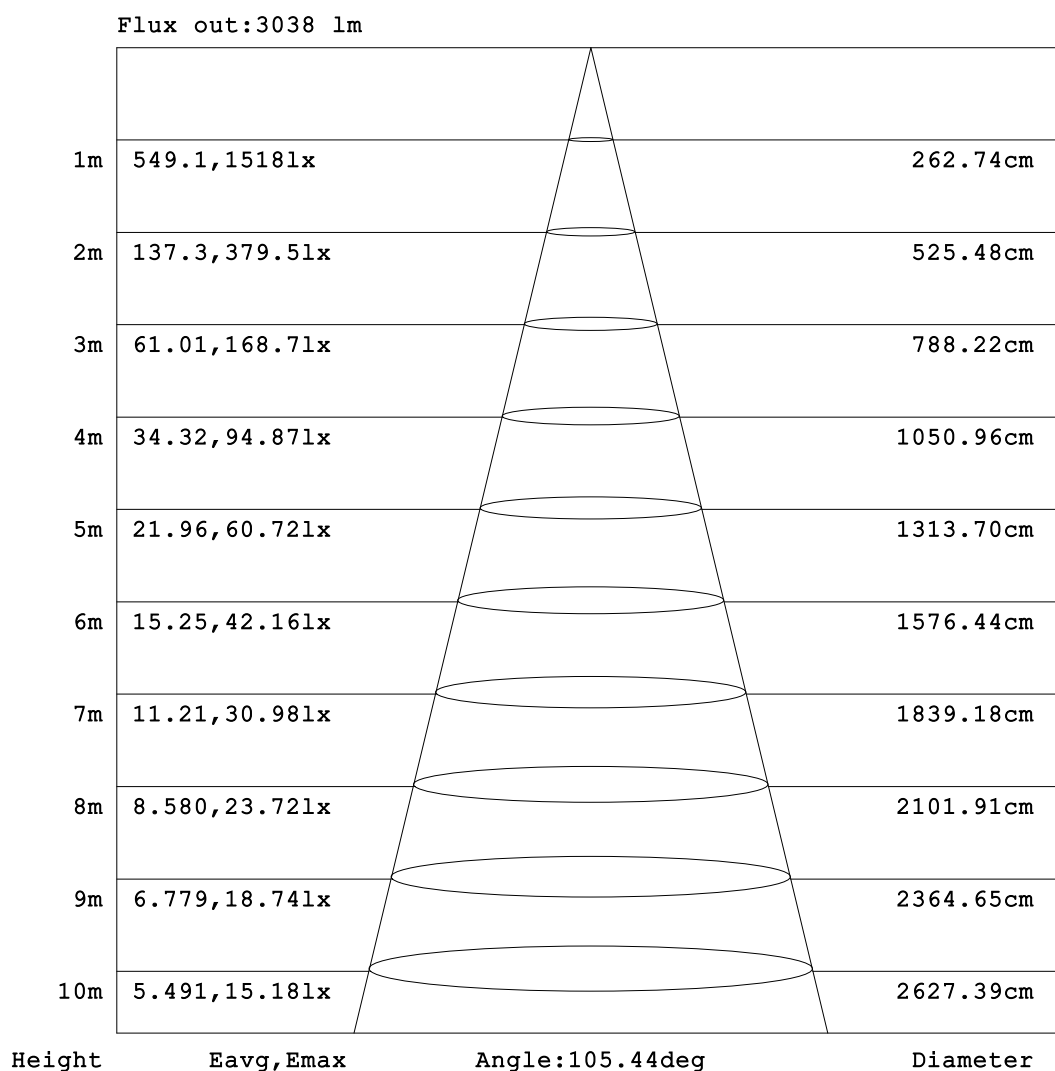 Flux out:3038 lm
1m 549.1,1518lx 262.74cm
2m 137.3,379.5lx 525.48cm
3m 61.01,168.7lx 788.22cm
4m 34.32,94.87lx 1050.96cm
5m 21.96,60.72lx 1313.70cm
6m 15.25,42.16lx 1576.44cm
7m 11.21,30.98lx 1839.18cm
8m 8.580,23.72lx 2101.91cm
9m 6.779,18.74lx 2364.65cm
10m 5.491,15.18lx 2627.39cm
Height Eavg,Emax Angle:105.44deg Diameter